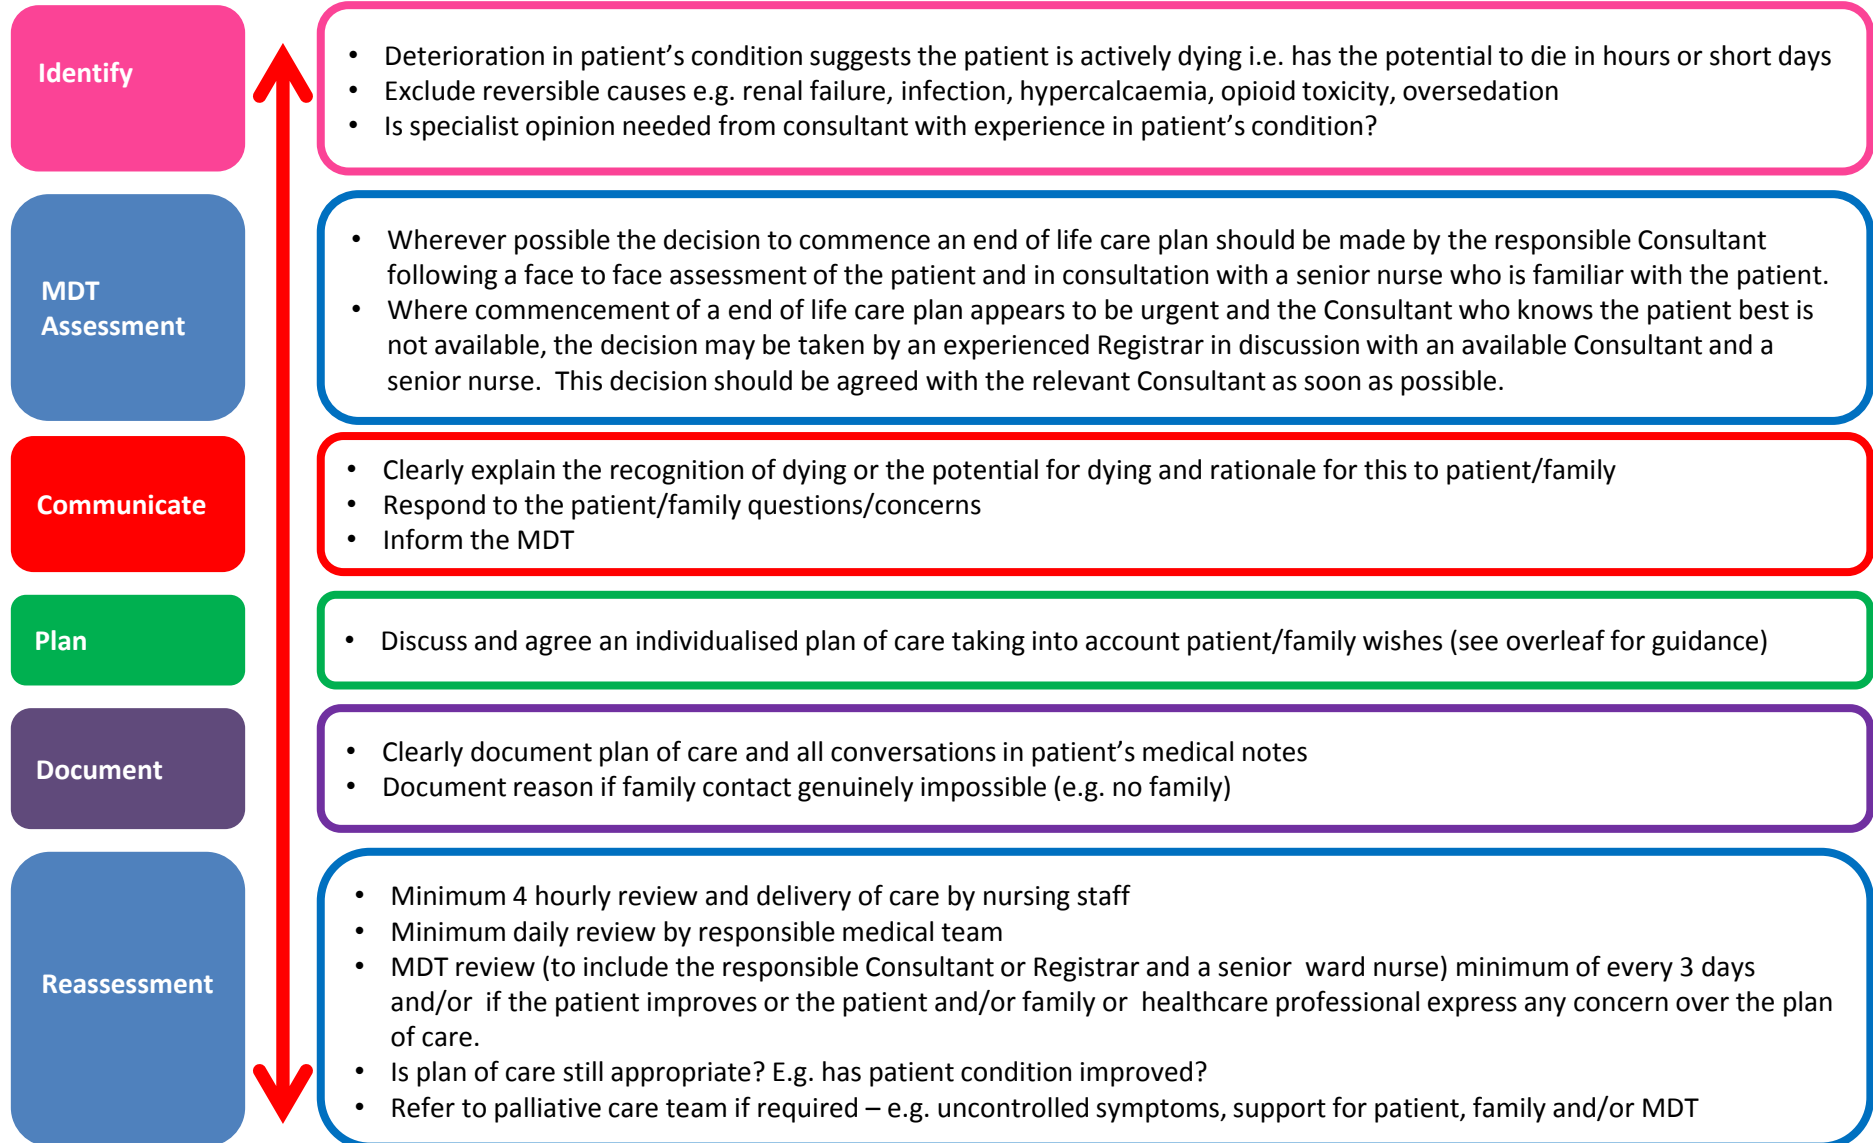 Identify
• Deterioration in patient's condition suggests the patient is actively dying i.e. has the potential to die in hours or short days
• Exclude reversible causes e.g. renal failure, infection, hypercalcaemia, opioid toxicity, oversedation
• Is specialist opinion needed from consultant with experience in patient's condition?
MDT
Assessment
• Wherever possible the decision to commence an end of life care plan should be made by the responsible Consultant
following a face to face assessment of the patient and in consultation with a senior nurse who is familiar with the patient.
• Where commencement of a end of life care plan appears to be urgent and the Consultant who knows the patient best is
not available, the decision may be taken by an experienced Registrar in discussion with an available Consultant and a
senior nurse. This decision should be agreed with the relevant Consultant as soon as possible.
Communicate
• Clearly explain the recognition of dying or the potential for dying and rationale for this to patient/family
• Respond to the patient/family questions/concerns
• Inform the MDT
Plan
• Discuss and agree an individualised plan of care taking into account patient/family wishes (see overleaf for guidance)
Document
• Clearly document plan of care and all conversations in patient's medical notes
• Document reason if family contact genuinely impossible (e.g. no family)
Reassessment
• Minimum 4 hourly review and delivery of care by nursing staff
• Minimum daily review by responsible medical team
• MDT review (to include the responsible Consultant or Registrar and a senior ward nurse) minimum of every 3 days
and/or if the patient improves or the patient and/or family or healthcare professional express any concern over the plan
of care.
• Is plan of care still appropriate? E.g. has patient condition improved?
• Refer to palliative care team if required – e.g. uncontrolled symptoms, support for patient, family and/or MDT